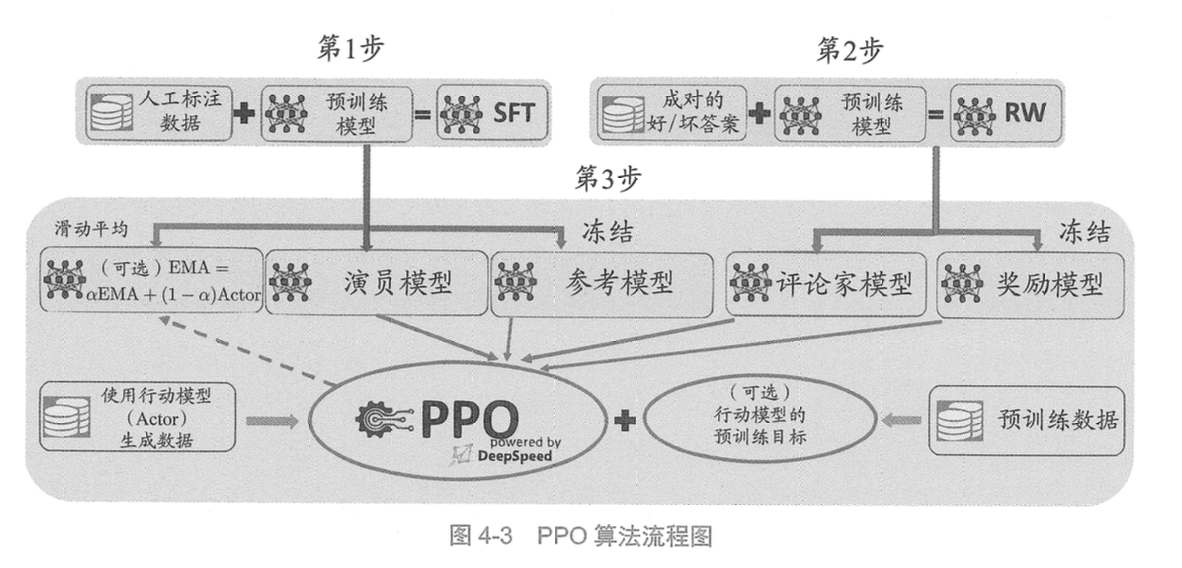 第1步
第2步
人工标注
数据
+
预训练
模型
=
SFT
成对的
好/坏答案
+
预训练
模型
=
RW
第3步
滑动平均
冻结
冻结
（可选）EMA =
αEMA + (1 − α)Actor
演员模型
参考模型
评论家模型
奖励模型
使用行动模型
（Actor）
生成数据
PPO
powered by
DeepSpeed
+
（可选）
行动模型的
预训练目标
预训练数据
图 4-3 PPO 算法流程图